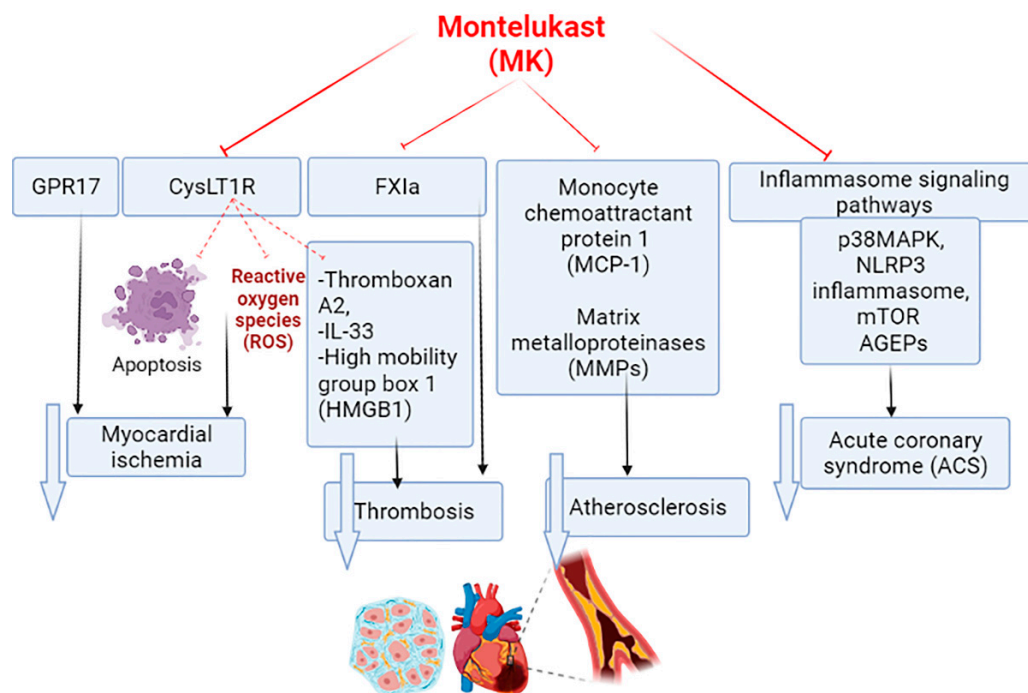 Montelukast
(MK)
GPR17
CysLT1R
FXIa
Monocyte
chemoattractant
protein 1
(MCP-1)
Matrix
metalloproteinases
(MMPs)
Inflammasome signaling
pathways
p38MAPK,
NLRP3
inflammasome,
mTOR
AGEPs
Apoptosis
Reactive
oxygen
species
(ROS)
-Thromboxan
A2,
-IL-33
-High mobility
group box 1
(HMGB1)
Myocardial
ischemia
Thrombosis
Atherosclerosis
Acute coronary
syndrome (ACS)